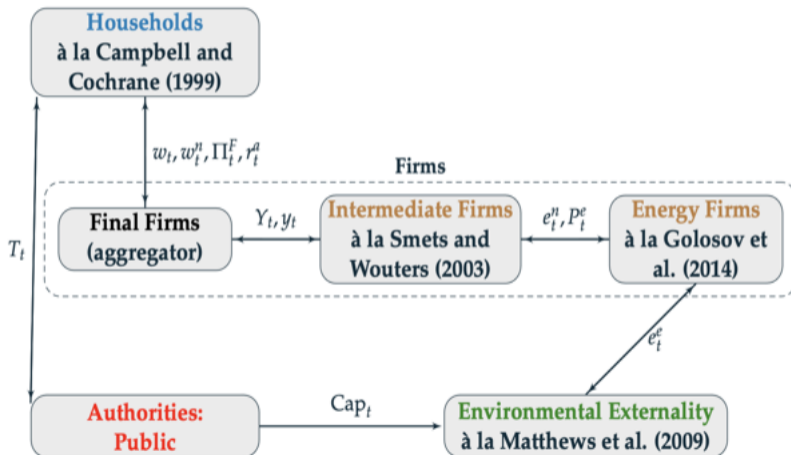 Households
à la Campbell and
Cochrane (1999)
w_t, w_t^n, Π_t^F, r_t^a
Firms
Final Firms
(aggregator)
Y_t, y_t
Intermediate Firms
à la Smets and
Wouters (2003)
e_t^n, P_t^e
Energy Firms
à la Golosov et
al. (2014)
T_t
e_t^e
Authorities:
Public
Cap_t
Environmental Externality
à la Matthews et al. (2009)